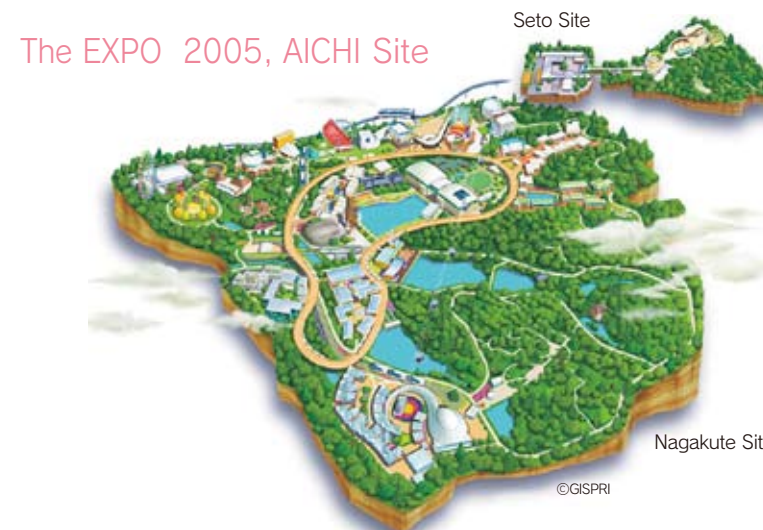 Seto Site
The EXPO 2005, AICHI Site
Nagakute Sit
©GISPRI